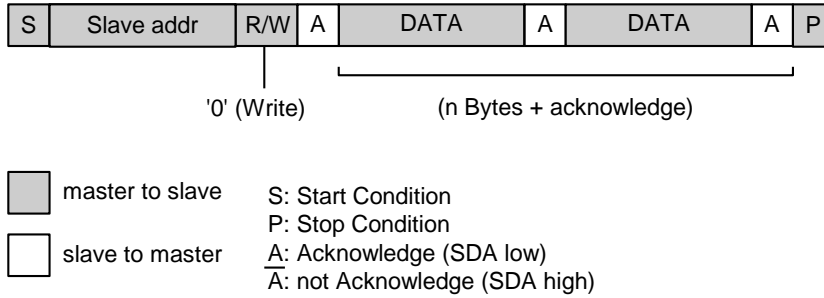 S Slave addr R/W A DATA A DATA A P
'0' (Write) (n Bytes + acknowledge)
master to slave
slave to master
S: Start Condition
P: Stop Condition
A: Acknowledge (SDA low)
A̅: not Acknowledge (SDA high)